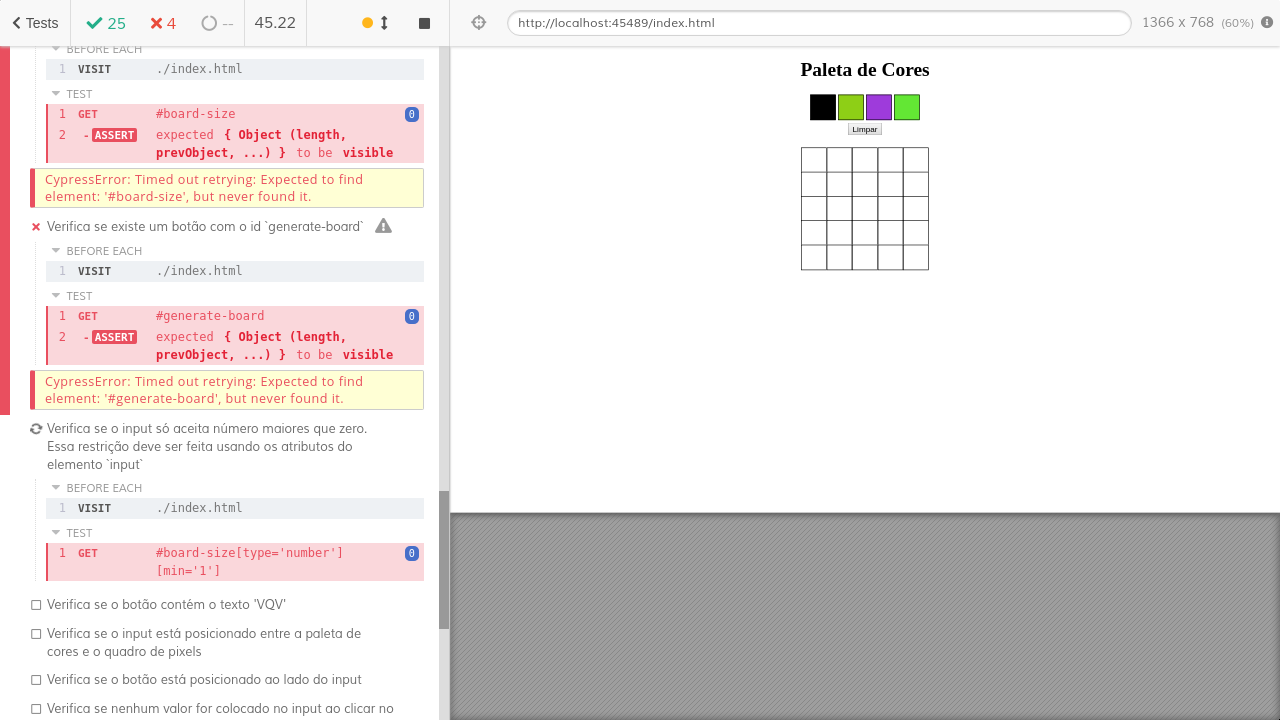 Tests
25
4
--
45.22
http://localhost:45489/index.html
1366 x 768 (60%)
BEFORE EACH
1 VISIT ./index.html
TEST
1 GET #board-size 0
2 -ASSERT expected { Object (length,
prevObject, ...) } to be visible
CypressError: Timed out retrying: Expected to find
element: '#board-size', but never found it.
Verifica se existe um botão com o id `generate-board`
BEFORE EACH
1 VISIT ./index.html
TEST
1 GET #generate-board 0
2 -ASSERT expected { Object (length,
prevObject, ...) } to be visible
CypressError: Timed out retrying: Expected to find
element: '#generate-board', but never found it.
Verifica se o input só aceita número maiores que zero.
Essa restrição deve ser feita usando os atributos do
elemento `input`
BEFORE EACH
1 VISIT ./index.html
TEST
1 GET #board-size[type='number'] 0
[min='1']
Verifica se o botão contém o texto 'VQV'
Verifica se o input está posicionado entre a paleta de
cores e o quadro de pixels
Verifica se o botão está posicionado ao lado do input
Verifica se nenhum valor for colocado no input ao clicar no
Paleta de Cores
Limpar